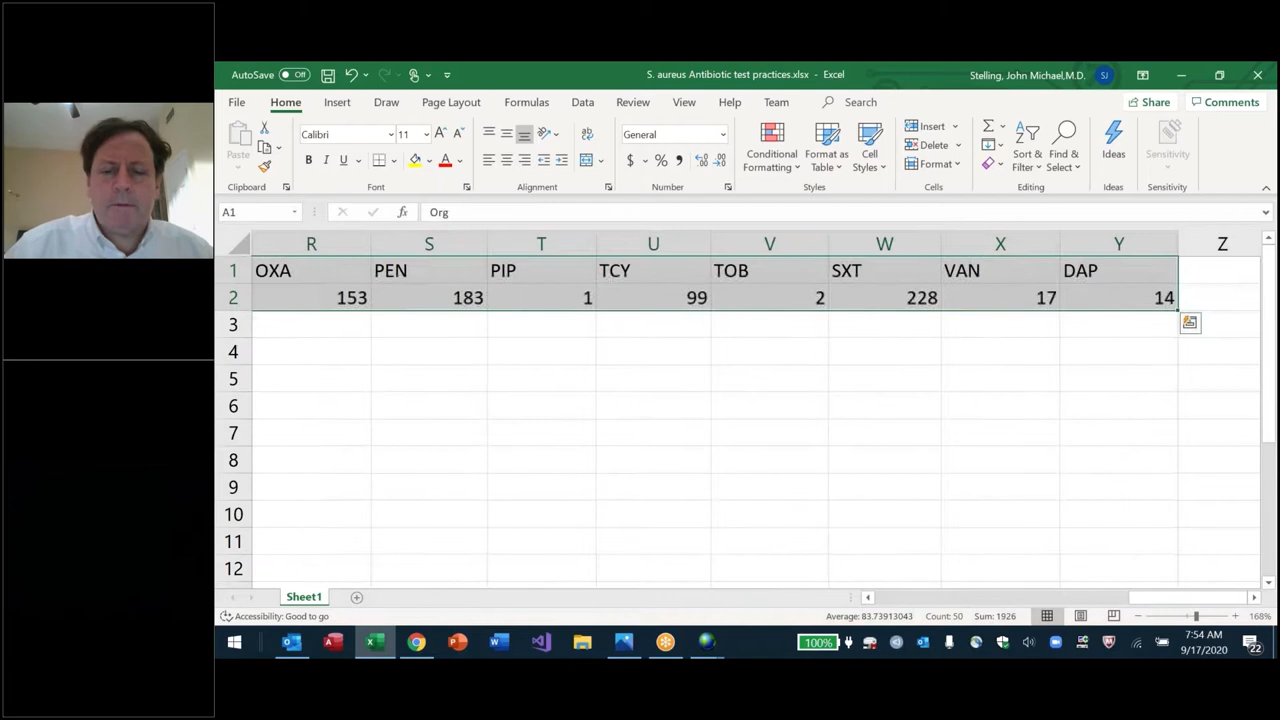 AutoSave Off
S. aureus Antibiotic test practices.xlsx - Excel
Stelling, John Michael,M.D. SJ
File Home Insert Draw Page Layout Formulas Data Review View Help Team Search Share Comments
Paste
Calibri 11
General
Insert
Delete
Format
B I U
Conditional Formatting
Format as Table
Cell Styles
Sort & Filter
Find & Select
Ideas
Sensitivity
Clipboard Font Alignment Number Styles Cells Editing Ideas Sensitivity
A1 fx Org
R S T U V W X Y Z
1 OXA PEN PIP TCY TOB SXT VAN DAP
2 153 183 1 99 2 228 17 14
3
4
5
6
7
8
9
10
11
12
Sheet1
Accessibility: Good to go Average: 83.73913043 Count: 50 Sum: 1926 168%
100%
7:54 AM
9/17/2020
22